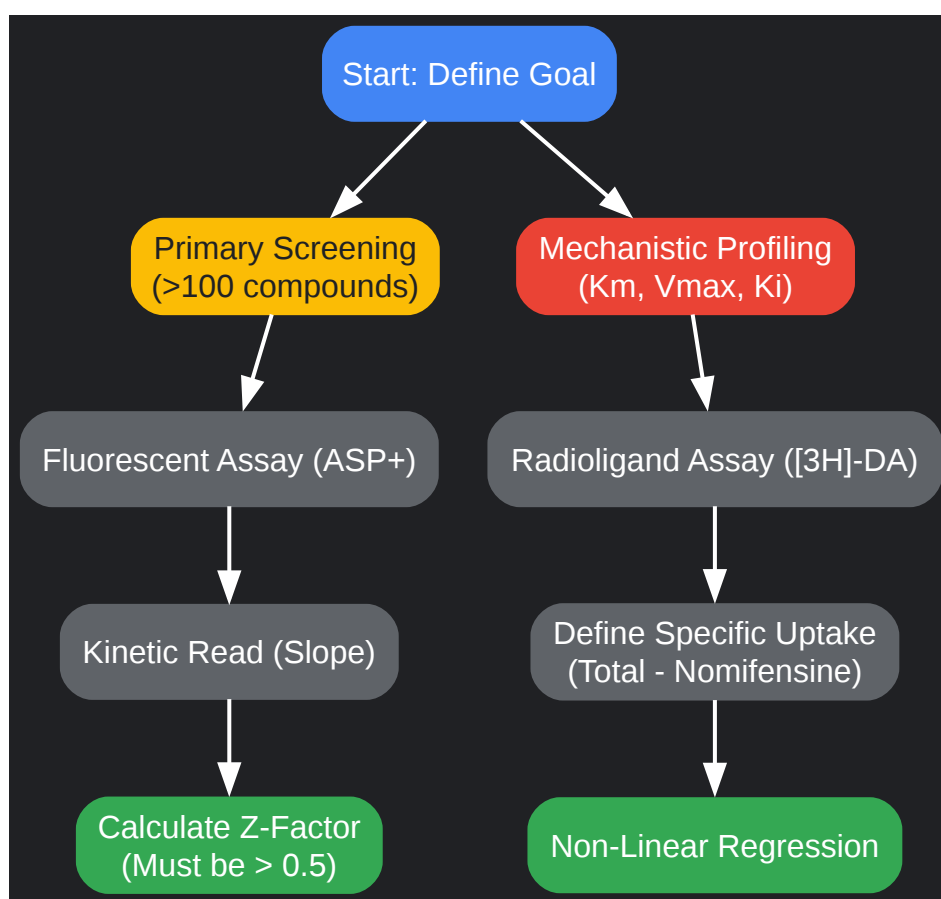 Start: Define Goal
Primary Screening
(>100 compounds)
Mechanistic Profiling
(Km, Vmax, Ki)
Fluorescent Assay (ASP+)
Radioligand Assay ([3H]-DA)
Kinetic Read (Slope)
Define Specific Uptake
(Total - Nomifensine)
Calculate Z-Factor
(Must be > 0.5)
Non-Linear Regression